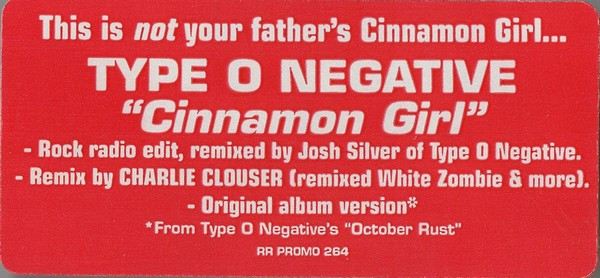 This is not your father's Cinnamon Girl...
TYPE O NEGATIVE
"Cinnamon Girl"
- Rock radio edit, remixed by Josh Silver of Type O Negative.
- Remix by CHARLIE CLOUSER (remixed White Zombie & more).
- Original album version*
*From Type O Negative's "October Rust"
RR PROMO 264